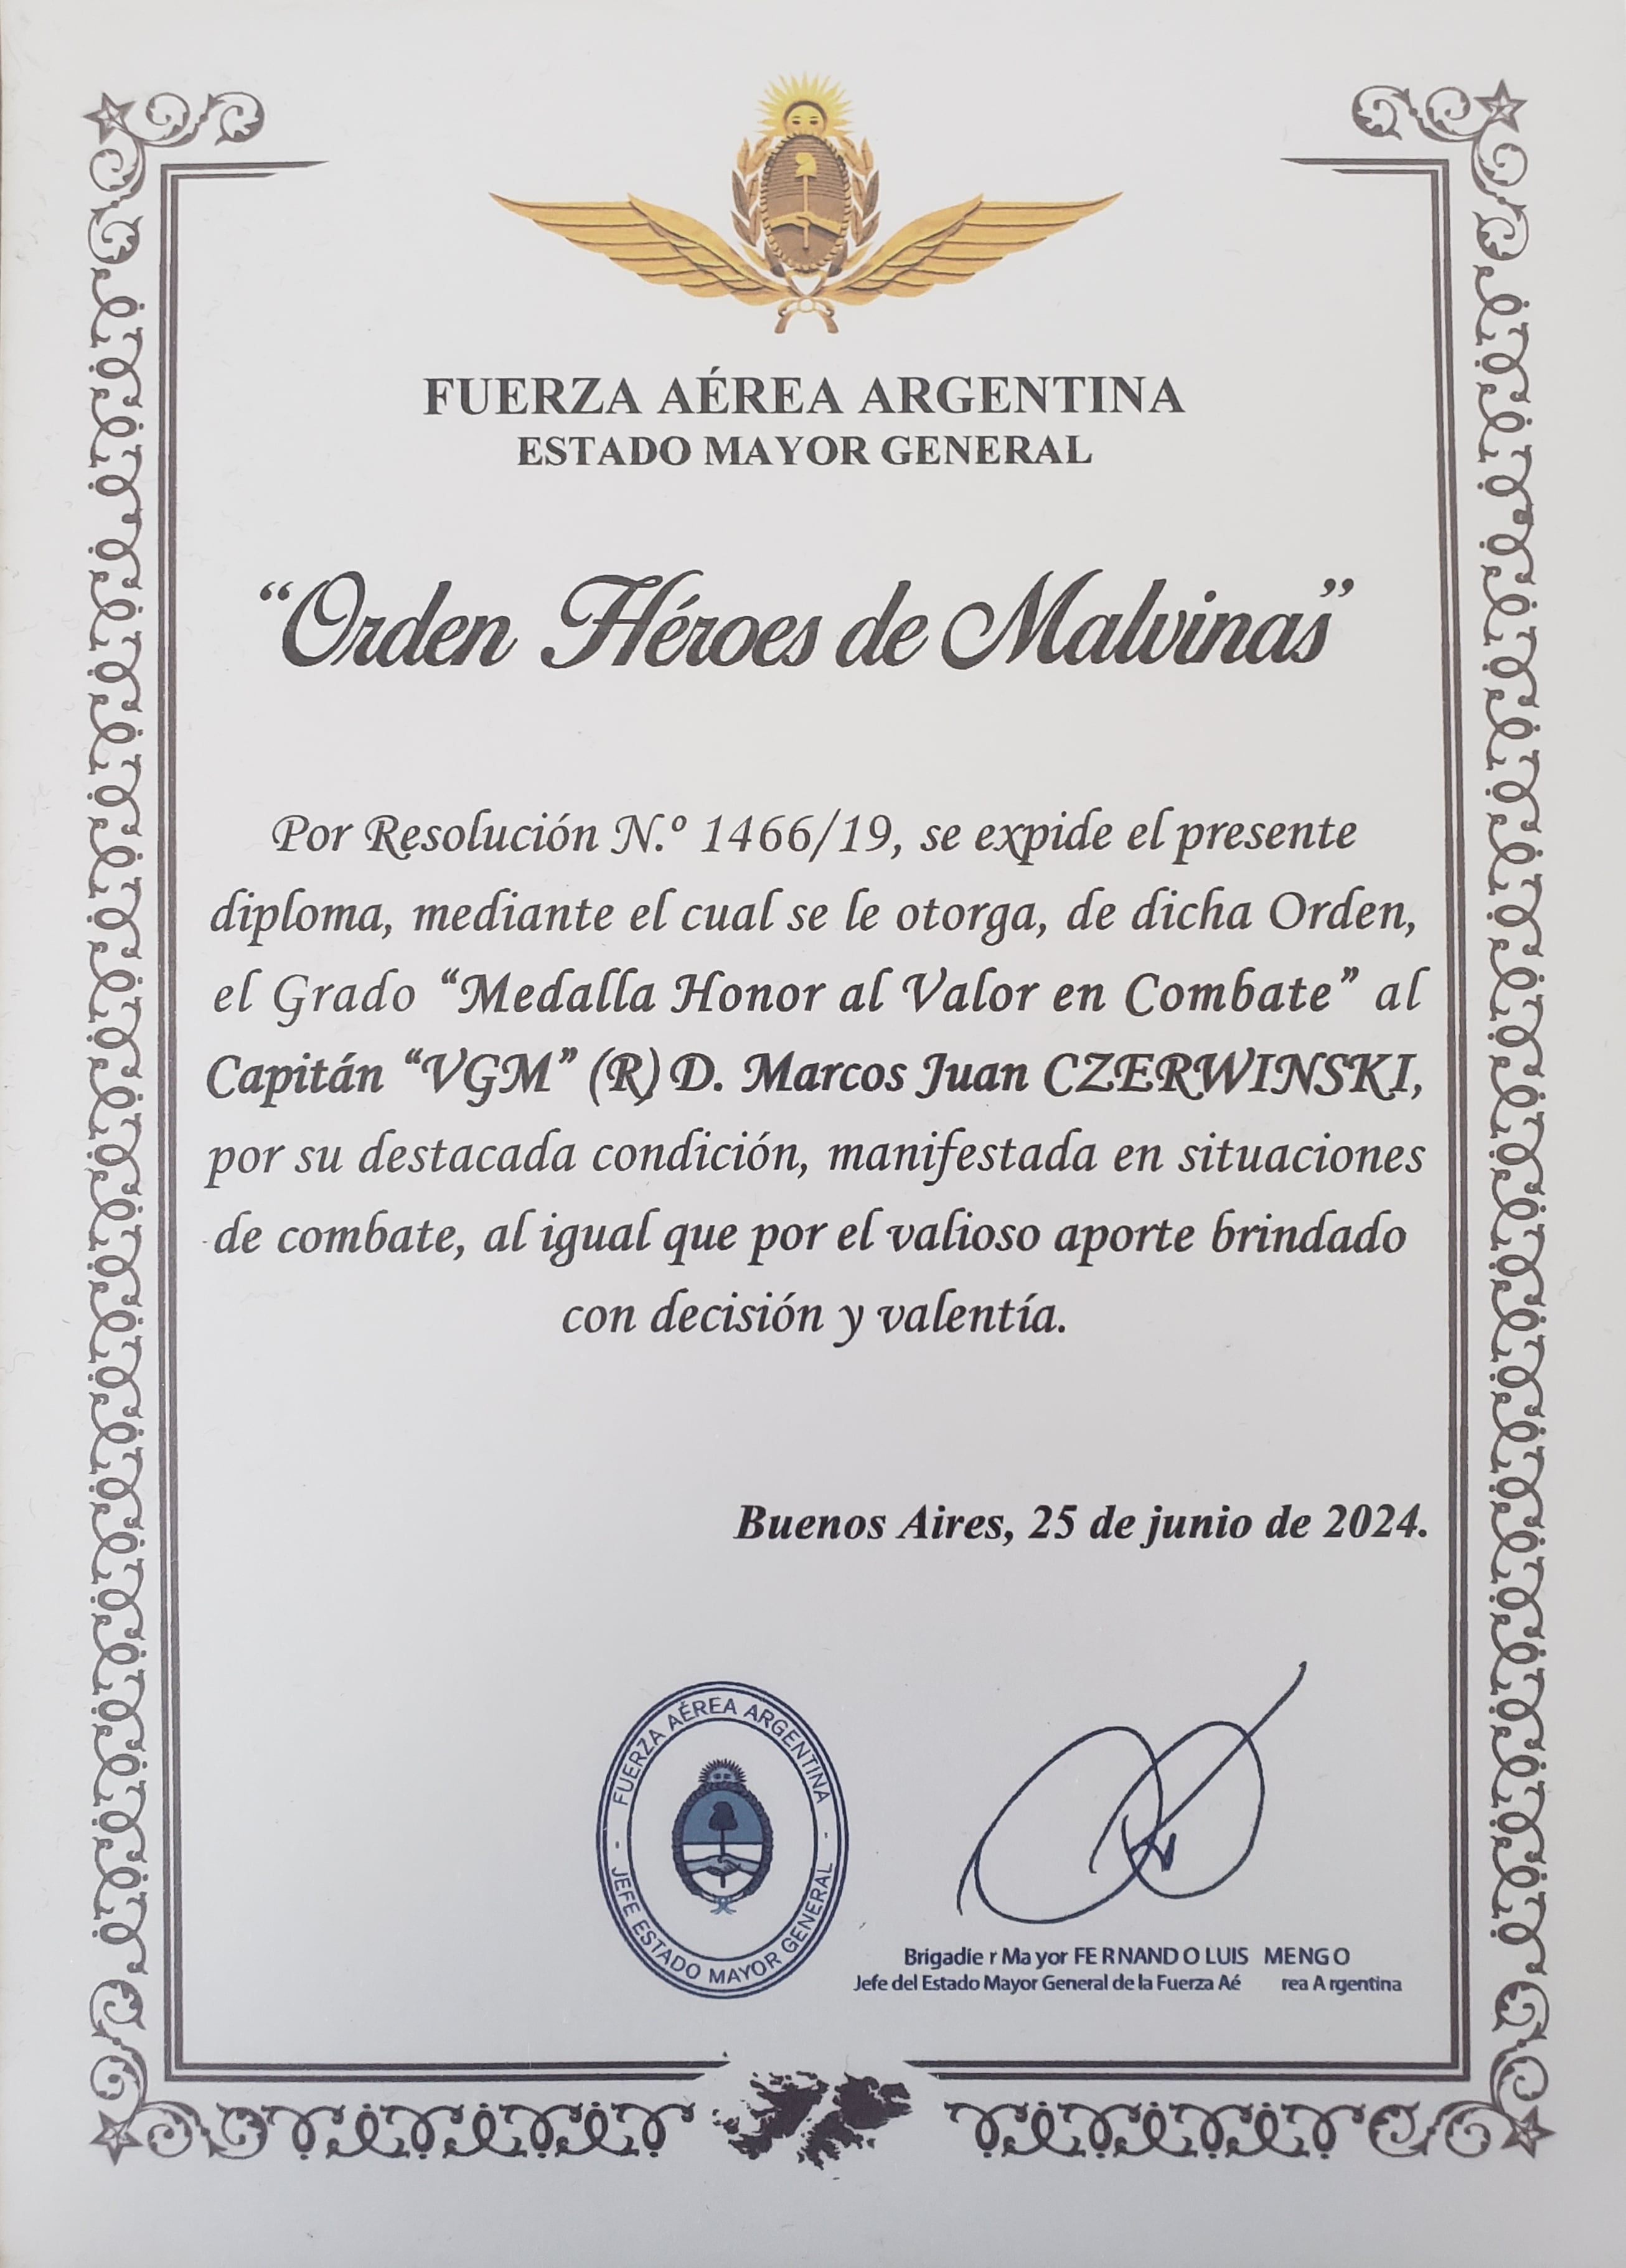 FUERZA AÉREA ARGENTINA
ESTADO MAYOR GENERAL
“Orden Héroes de Malvinas”
Por Resolución N.º 1466/19, se expide el presente
diploma, mediante el cual se le otorga, de dicha Orden,
el Grado “Medalla Honor al Valor en Combate” al
Capitán “VGM” (R) D. Marcos Juan CZERWINSKI,
por su destacada condición, manifestada en situaciones
de combate, al igual que por el valioso aporte brindado
con decisión y valentía.
Buenos Aires, 25 de junio de 2024.
FUERZA AÉREA ARGENTINA
- JEFE ESTADO MAYOR GENERAL -
Brigadie r Ma yor FE RNAND O LUIS MENG O
Jefe del Estado Mayor General de la Fuerza Aé rea A rgentina